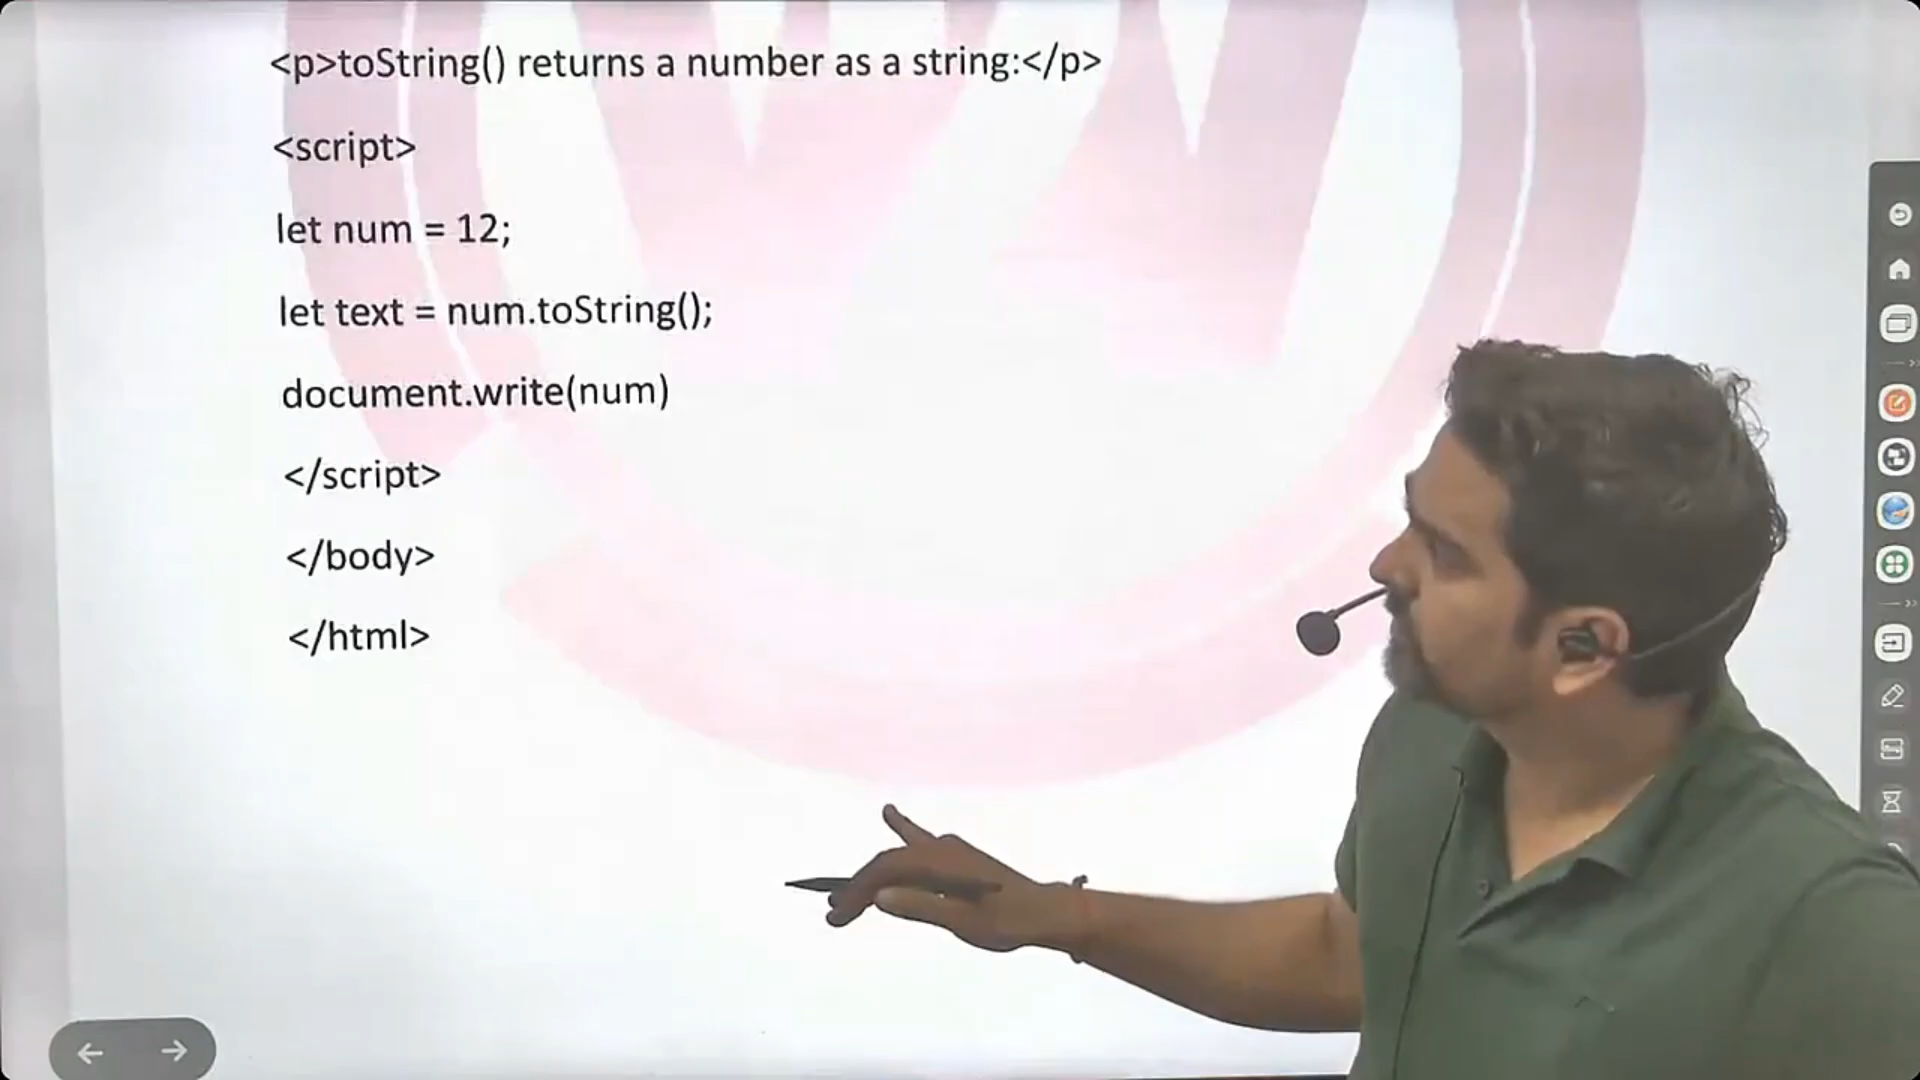 <p>toString() returns a number as a string:</p>
<script>
let num = 12;
let text = num.toString();
document.write(num)
</script>
</body>
</html>